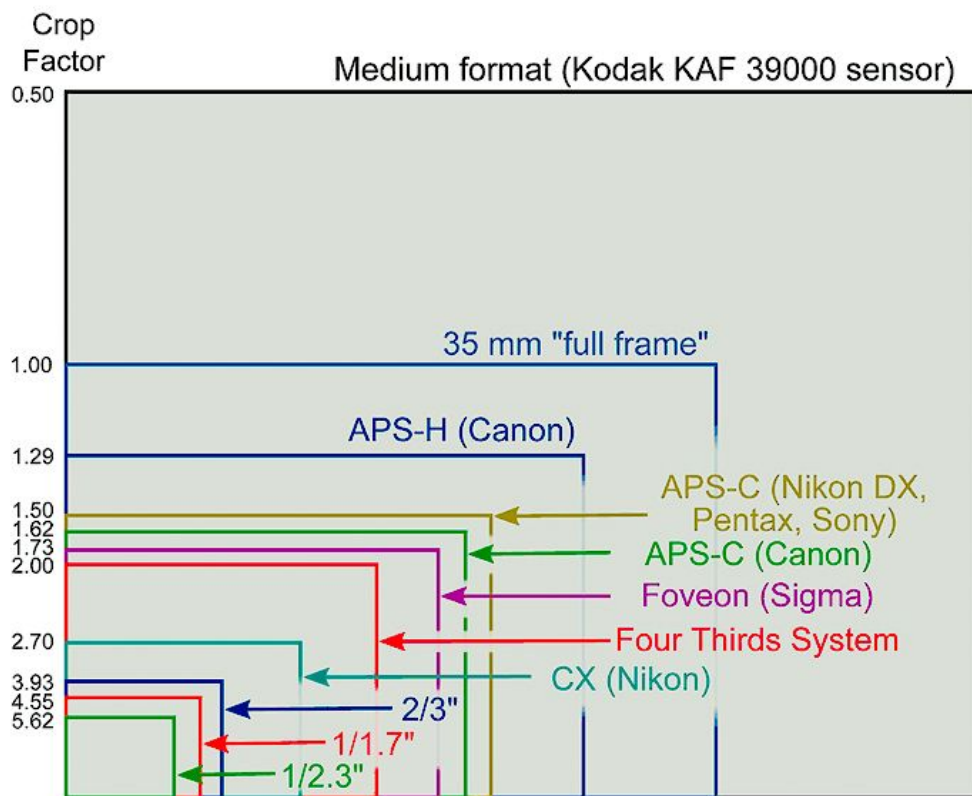 Crop
Factor
Medium format (Kodak KAF 39000 sensor)
0.50
35 mm "full frame"
1.00
APS-H (Canon)
1.29
APS-C (Nikon DX,
Pentax, Sony)
1.50
1.62
APS-C (Canon)
1.73
2.00
Foveon (Sigma)
Four Thirds System
2.70
CX (Nikon)
3.93
2/3"
4.55
5.62
1/1.7"
1/2.3"